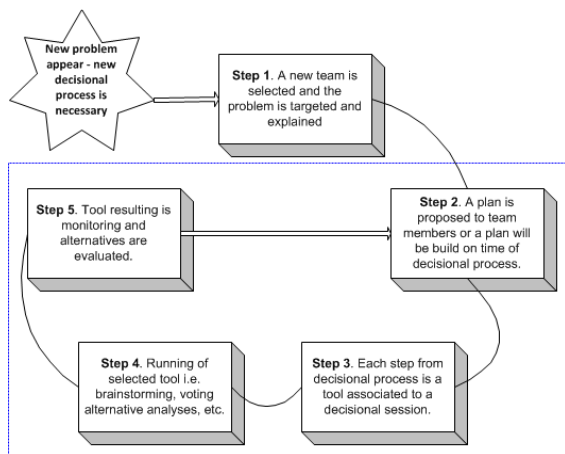 New problem
appear - new
decisional
process is
necessary
Step 1. A new team is
selected and the
problem is targeted and
explained
Step 2. A plan is
proposed to team
members or a plan will
be build on time of
decisional process.
Step 3. Each step from
decisional process is a
tool associated to a
decisional session.
Step 4. Running of
selected tool i.e.
brainstorming, voting
alternative analyses, etc.
Step 5. Tool resulting is
monitoring and
alternatives are
evaluated.